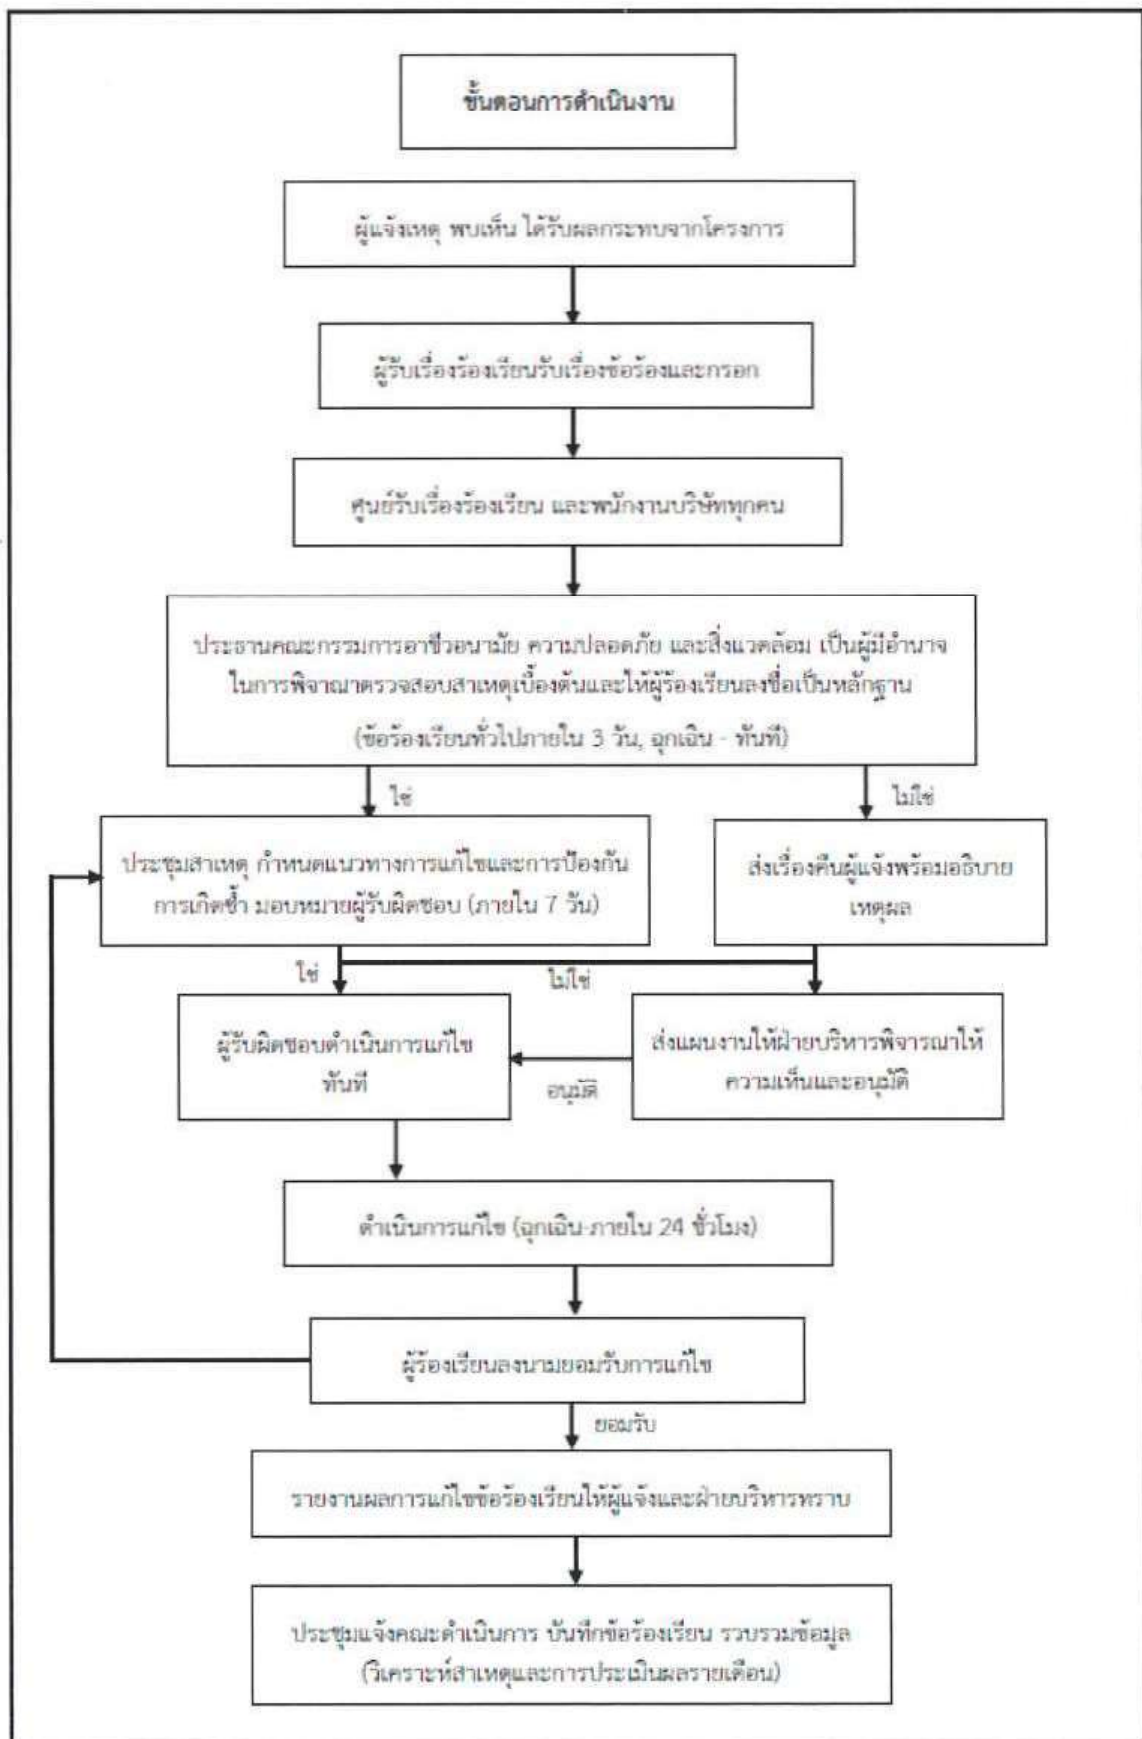 ขั้นตอนการดำเนินงาน
ผู้แจ้งเหตุ พบเห็น ได้รับผลกระทบจากโครงการ
ผู้รับเรื่องร้องเรียนรับเรื่องข้อร้องและกรอก
ศูนย์รับเรื่องร้องเรียน และพนักงานบริษัททุกคน
ประธานคณะกรรมการอาชีวอนามัย ความปลอดภัย และสิ่งแวดล้อม เป็นผู้มีอำนาจ
ในการพิจาณาตรวจสอบสาเหตุเบื้องต้นและให้ผู้ร้องเรียนลงชื่อเป็นหลักฐาน
(ข้อร้องเรียนทั่วไปภายใน 3 วัน, ฉุกเฉิน - ทันที)
ใช่
ไม่ใช่
ประชุมสาเหตุ กำหนดแนวทางการแก้ไขและการป้องกัน
การเกิดซ้ำ มอบหมายผู้รับผิดชอบ (ภายใน 7 วัน)
ส่งเรื่องคืนผู้แจ้งพร้อมอธิบาย
เหตุผล
ใช่
ไม่ใช่
ผู้รับผิดชอบดำเนินการแก้ไข
ทันที
ส่งแผนงานให้ฝ่ายบริหารพิจารณาให้
ความเห็นและอนุมัติ
อนุมัติ
ดำเนินการแก้ไข (ฉุกเฉิน-ภายใน 24 ชั่วโมง)
ผู้ร้องเรียนลงนามยอมรับการแก้ไข
ยอมรับ
รายงานผลการแก้ไขข้อร้องเรียนให้ผู้แจ้งและฝ่ายบริหารทราบ
ประชุมแจ้งคณะดำเนินการ บันทึกข้อร้องเรียน รวบรวมข้อมูล
(วิเคราะห์สาเหตุและการประเมินผลรายเดือน)